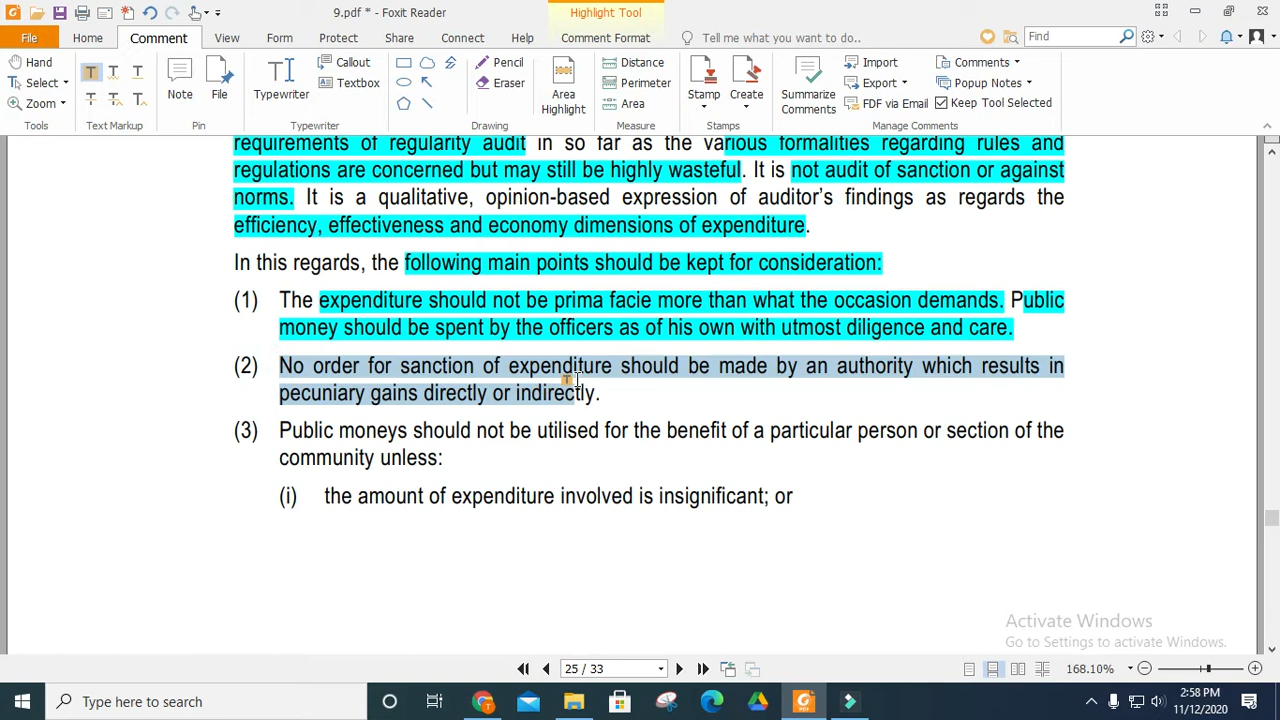 9.pdf * - Foxit Reader
Highlight Tool
File Home Comment View Form Protect Share Connect Help Comment Format Tell me what you want to do.. Find
Hand
Select
Zoom
Tools
Text Markup
Note
File
Pin
Typewriter
Callout
Textbox
Typewriter
Pencil
Eraser
Drawing
Area
Highlight
Distance
Perimeter
Area
Measure
Stamp
Create
Stamps
Summarize
Comments
Import
Export
FDF via Email
Comments
Popup Notes
Keep Tool Selected
Manage Comments
requirements of regularity audit in so far as the various formalities regarding rules and
regulations are concerned but may still be highly wasteful. It is not audit of sanction or against
norms. It is a qualitative, opinion-based expression of auditor's findings as regards the
efficiency, effectiveness and economy dimensions of expenditure.
In this regards, the following main points should be kept for consideration:
(1) The expenditure should not be prima facie more than what the occasion demands. Public
money should be spent by the officers as of his own with utmost diligence and care.
(2) No order for sanction of expenditure should be made by an authority which results in
pecuniary gains directly or indirectly.
(3) Public moneys should not be utilised for the benefit of a particular person or section of the
community unless:
(i) the amount of expenditure involved is insignificant; or
Activate Windows
Go to Settings to activate Windows.
25 / 33
168.10%
Type here to search
2:58 PM
11/12/2020